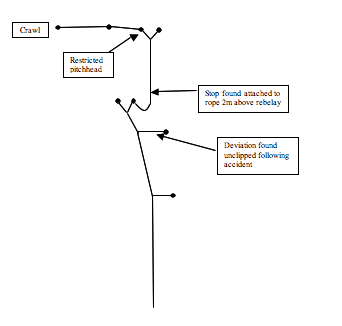 Crawl
Restricted
pitchhead
Stop found attached to
rope 2m above rebelay
Deviation found
unclipped following
accident